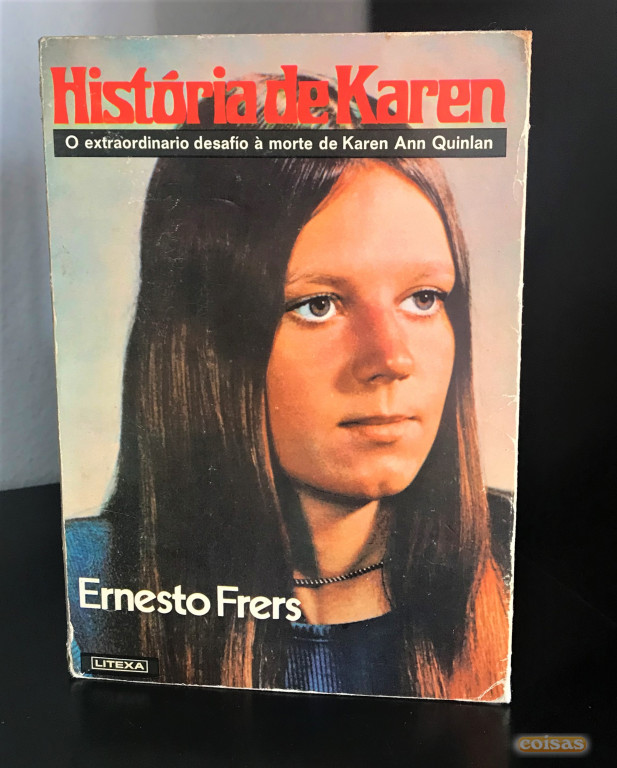 História de Karen
O extraordinario desafio à morte de Karen Ann Quinlan
Ernesto Frers
LITEXA
coisas